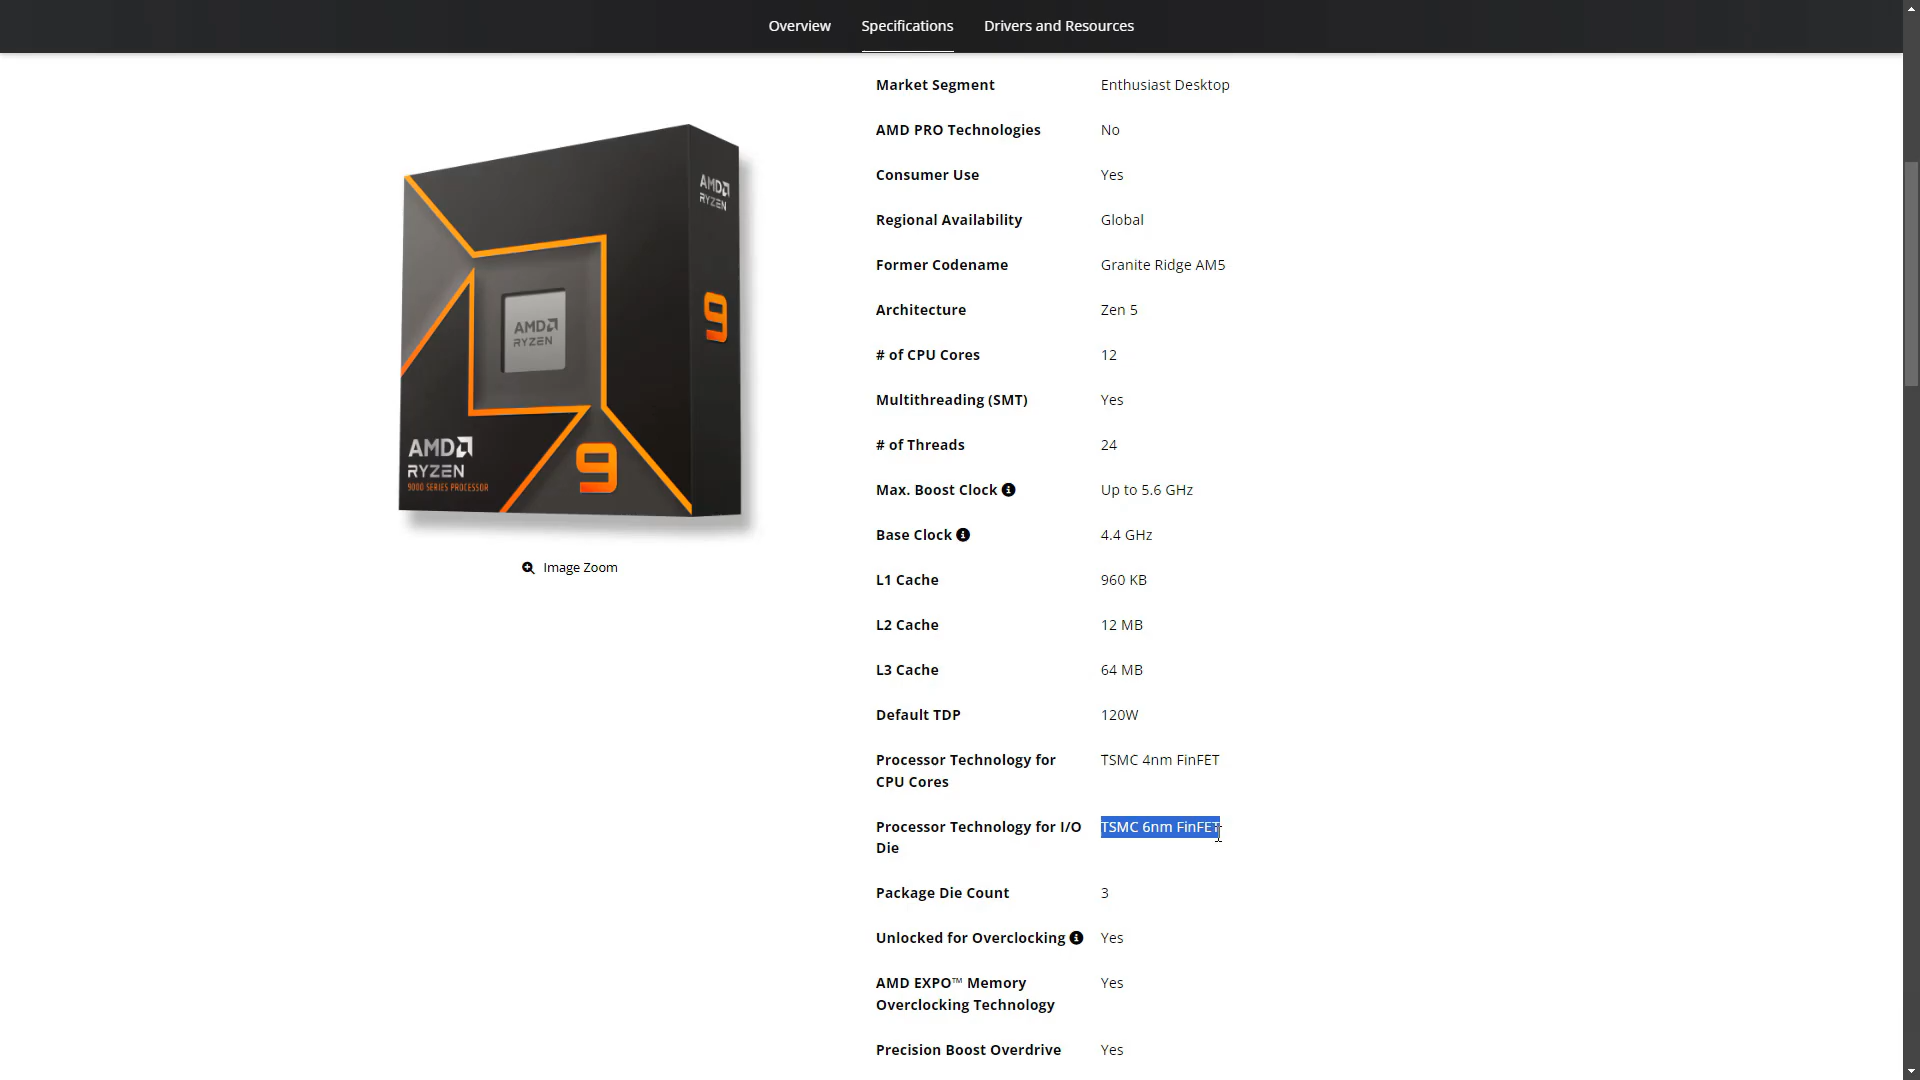 Overview Specifications Drivers and Resources
Market Segment Enthusiast Desktop
AMD PRO Technologies No
Consumer Use Yes
Regional Availability Global
Former Codename Granite Ridge AM5
Architecture Zen 5
# of CPU Cores 12
Multithreading (SMT) Yes
# of Threads 24
Max. Boost Clock Up to 5.6 GHz
Base Clock 4.4 GHz
L1 Cache 960 KB
L2 Cache 12 MB
L3 Cache 64 MB
Default TDP 120W
Processor Technology for TSMC 4nm FinFET
CPU Cores
Processor Technology for I/O TSMC 6nm FinFET
Die
Package Die Count 3
Unlocked for Overclocking Yes
AMD EXPO™ Memory Yes
Overclocking Technology
Precision Boost Overdrive Yes
AMD
RYZEN
9
AMD
RYZEN
AMD
RYZEN
9000 SERIES PROCESSOR
9
Image Zoom